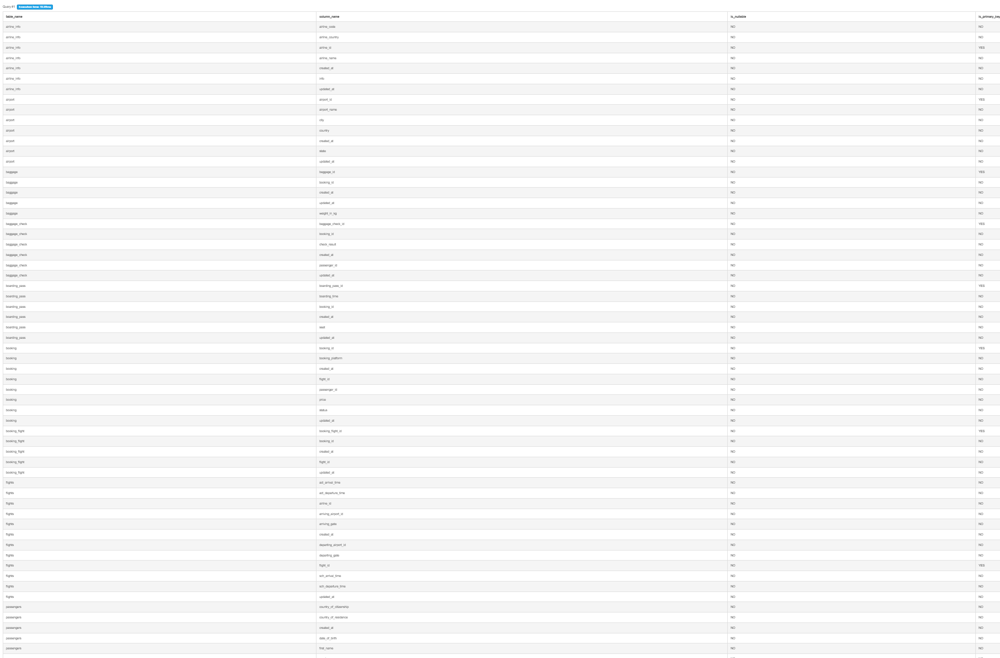 Query #1 Execution time: 53.95ms
table_name column_name is_nullable is_primary_key
airline_info airline_code NO NO
airline_info airline_country NO NO
airline_info airline_id NO YES
airline_info airline_name NO NO
airline_info created_at NO NO
airline_info info NO NO
airline_info updated_at NO NO
airport airport_id NO YES
airport airport_name NO NO
airport city NO NO
airport country NO NO
airport created_at NO NO
airport state NO NO
airport updated_at NO NO
baggage baggage_id NO YES
baggage booking_id NO NO
baggage created_at NO NO
baggage updated_at NO NO
baggage weight_in_kg NO NO
baggage_check baggage_check_id NO YES
baggage_check booking_id NO NO
baggage_check check_result NO NO
baggage_check created_at NO NO
baggage_check passenger_id NO NO
baggage_check updated_at NO NO
boarding_pass boarding_pass_id NO YES
boarding_pass boarding_time NO NO
boarding_pass booking_id NO NO
boarding_pass created_at NO NO
boarding_pass seat NO NO
boarding_pass updated_at NO NO
booking booking_id NO YES
booking booking_platform NO NO
booking created_at NO NO
booking flight_id NO NO
booking passenger_id NO NO
booking price NO NO
booking status NO NO
booking updated_at NO NO
booking_flight booking_flight_id NO YES
booking_flight booking_id NO NO
booking_flight created_at NO NO
booking_flight flight_id NO NO
booking_flight updated_at NO NO
flights act_arrival_time NO NO
flights act_departure_time NO NO
flights airline_id NO NO
flights arriving_airport_id NO NO
flights arriving_gate NO NO
flights created_at NO NO
flights departing_airport_id NO NO
flights departing_gate NO NO
flights flight_id NO YES
flights sch_arrival_time NO NO
flights sch_departure_time NO NO
flights updated_at NO NO
passengers country_of_citizenship NO NO
passengers country_of_residence NO NO
passengers created_at NO NO
passengers date_of_birth NO NO
passengers first_name NO NO